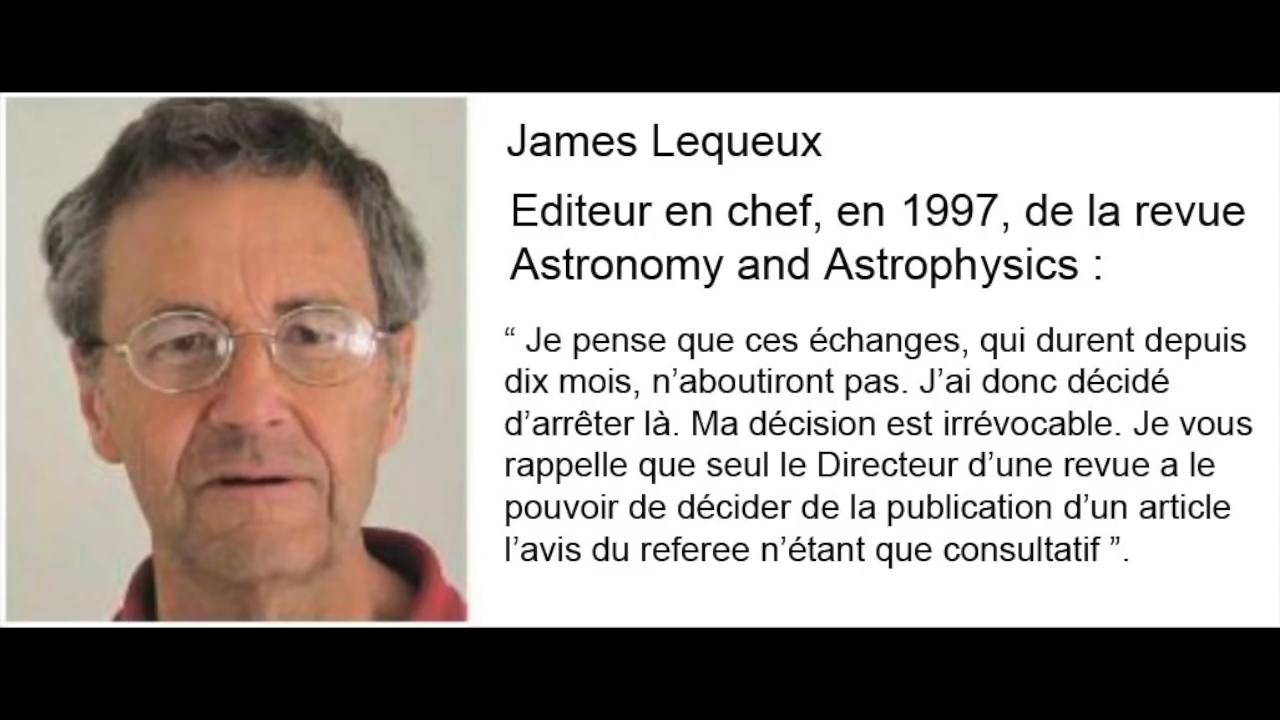 James Lequeux
Editeur en chef, en 1997, de la revue
Astronomy and Astrophysics :
“ Je pense que ces échanges, qui durent depuis
dix mois, n’aboutiront pas. J’ai donc décidé
d’arrêter là. Ma décision est irrévocable. Je vous
rappelle que seul le Directeur d’une revue a le
pouvoir de décider de la publication d’un article
l’avis du referee n’étant que consultatif ”.